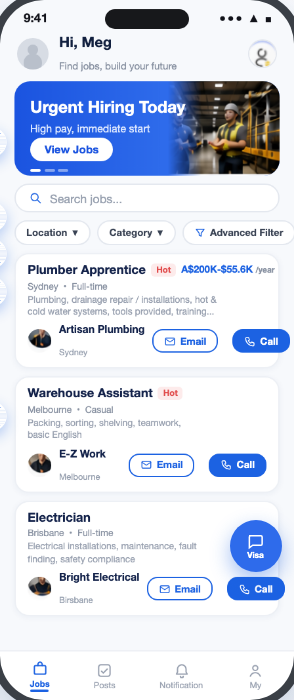 9:41
Hi, Meg
Find jobs, build your future
Urgent Hiring Today
High pay, immediate start
View Jobs
Search jobs...
Location ▼ Category ▼ Advanced Filter
Plumber Apprentice Hot A$200K-$55.6K /year
Sydney • Full-time
Plumbing, drainage repair / installations, hot &
cold water systems, tools provided, training...
Artisan Plumbing
Sydney
Email Call
Warehouse Assistant Hot
Melbourne • Casual
Packing, sorting, shelving, teamwork,
basic English
E-Z Work
Melbourne
Email Call
Electrician
Brisbane • Full-time
Electrical installations, maintenance, fault
finding, safety compliance
Visa
Bright Electrical
Brisbane
Email Call
Jobs Posts Notification My